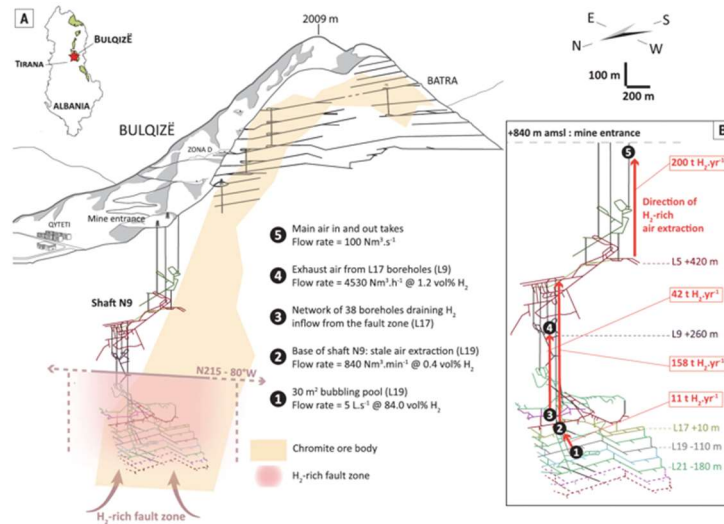 A
2009 m
BULQIZË
TIRANA
ALBANIA
E
S
N
W
100 m
200 m
BATRA
BULQIZË
ZONA D
Mine entrance
QYTETI
Shaft N9
N215 - 80°W
H₂-rich fault zone
5 Main air in and out takes
Flow rate = 100 Nm³.s⁻¹
4 Exhaust air from L17 boreholes (L9)
Flow rate = 4530 Nm³.h⁻¹ @ 1.2 vol% H₂
3 Network of 38 boreholes draining H₂
inflow from the fault zone (L17)
2 Base of shaft N9: stale air extraction (L19)
Flow rate = 840 Nm³.min⁻¹ @ 0.4 vol% H₂
1 30 m² bubbling pool (L19)
Flow rate = 5 L.s⁻¹ @ 84.0 vol% H₂
Chromite ore body
H₂-rich fault zone
B
+840 m amsl : mine entrance
5
200 t H₂.yr⁻¹
Direction of
H₂-rich
air extraction
L5 +420 m
42 t H₂.yr⁻¹
4
L9 +260 m
158 t H₂.yr⁻¹
11 t H₂.yr⁻¹
3
2
L17 +10 m
1
L19 -110 m
L21 -180 m